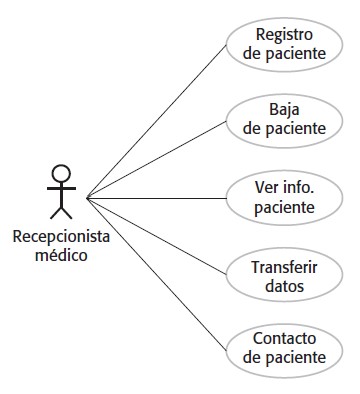 Registro
de paciente
Baja
de paciente
Ver info.
paciente
Recepcionista
médico
Transferir
datos
Contacto
de paciente